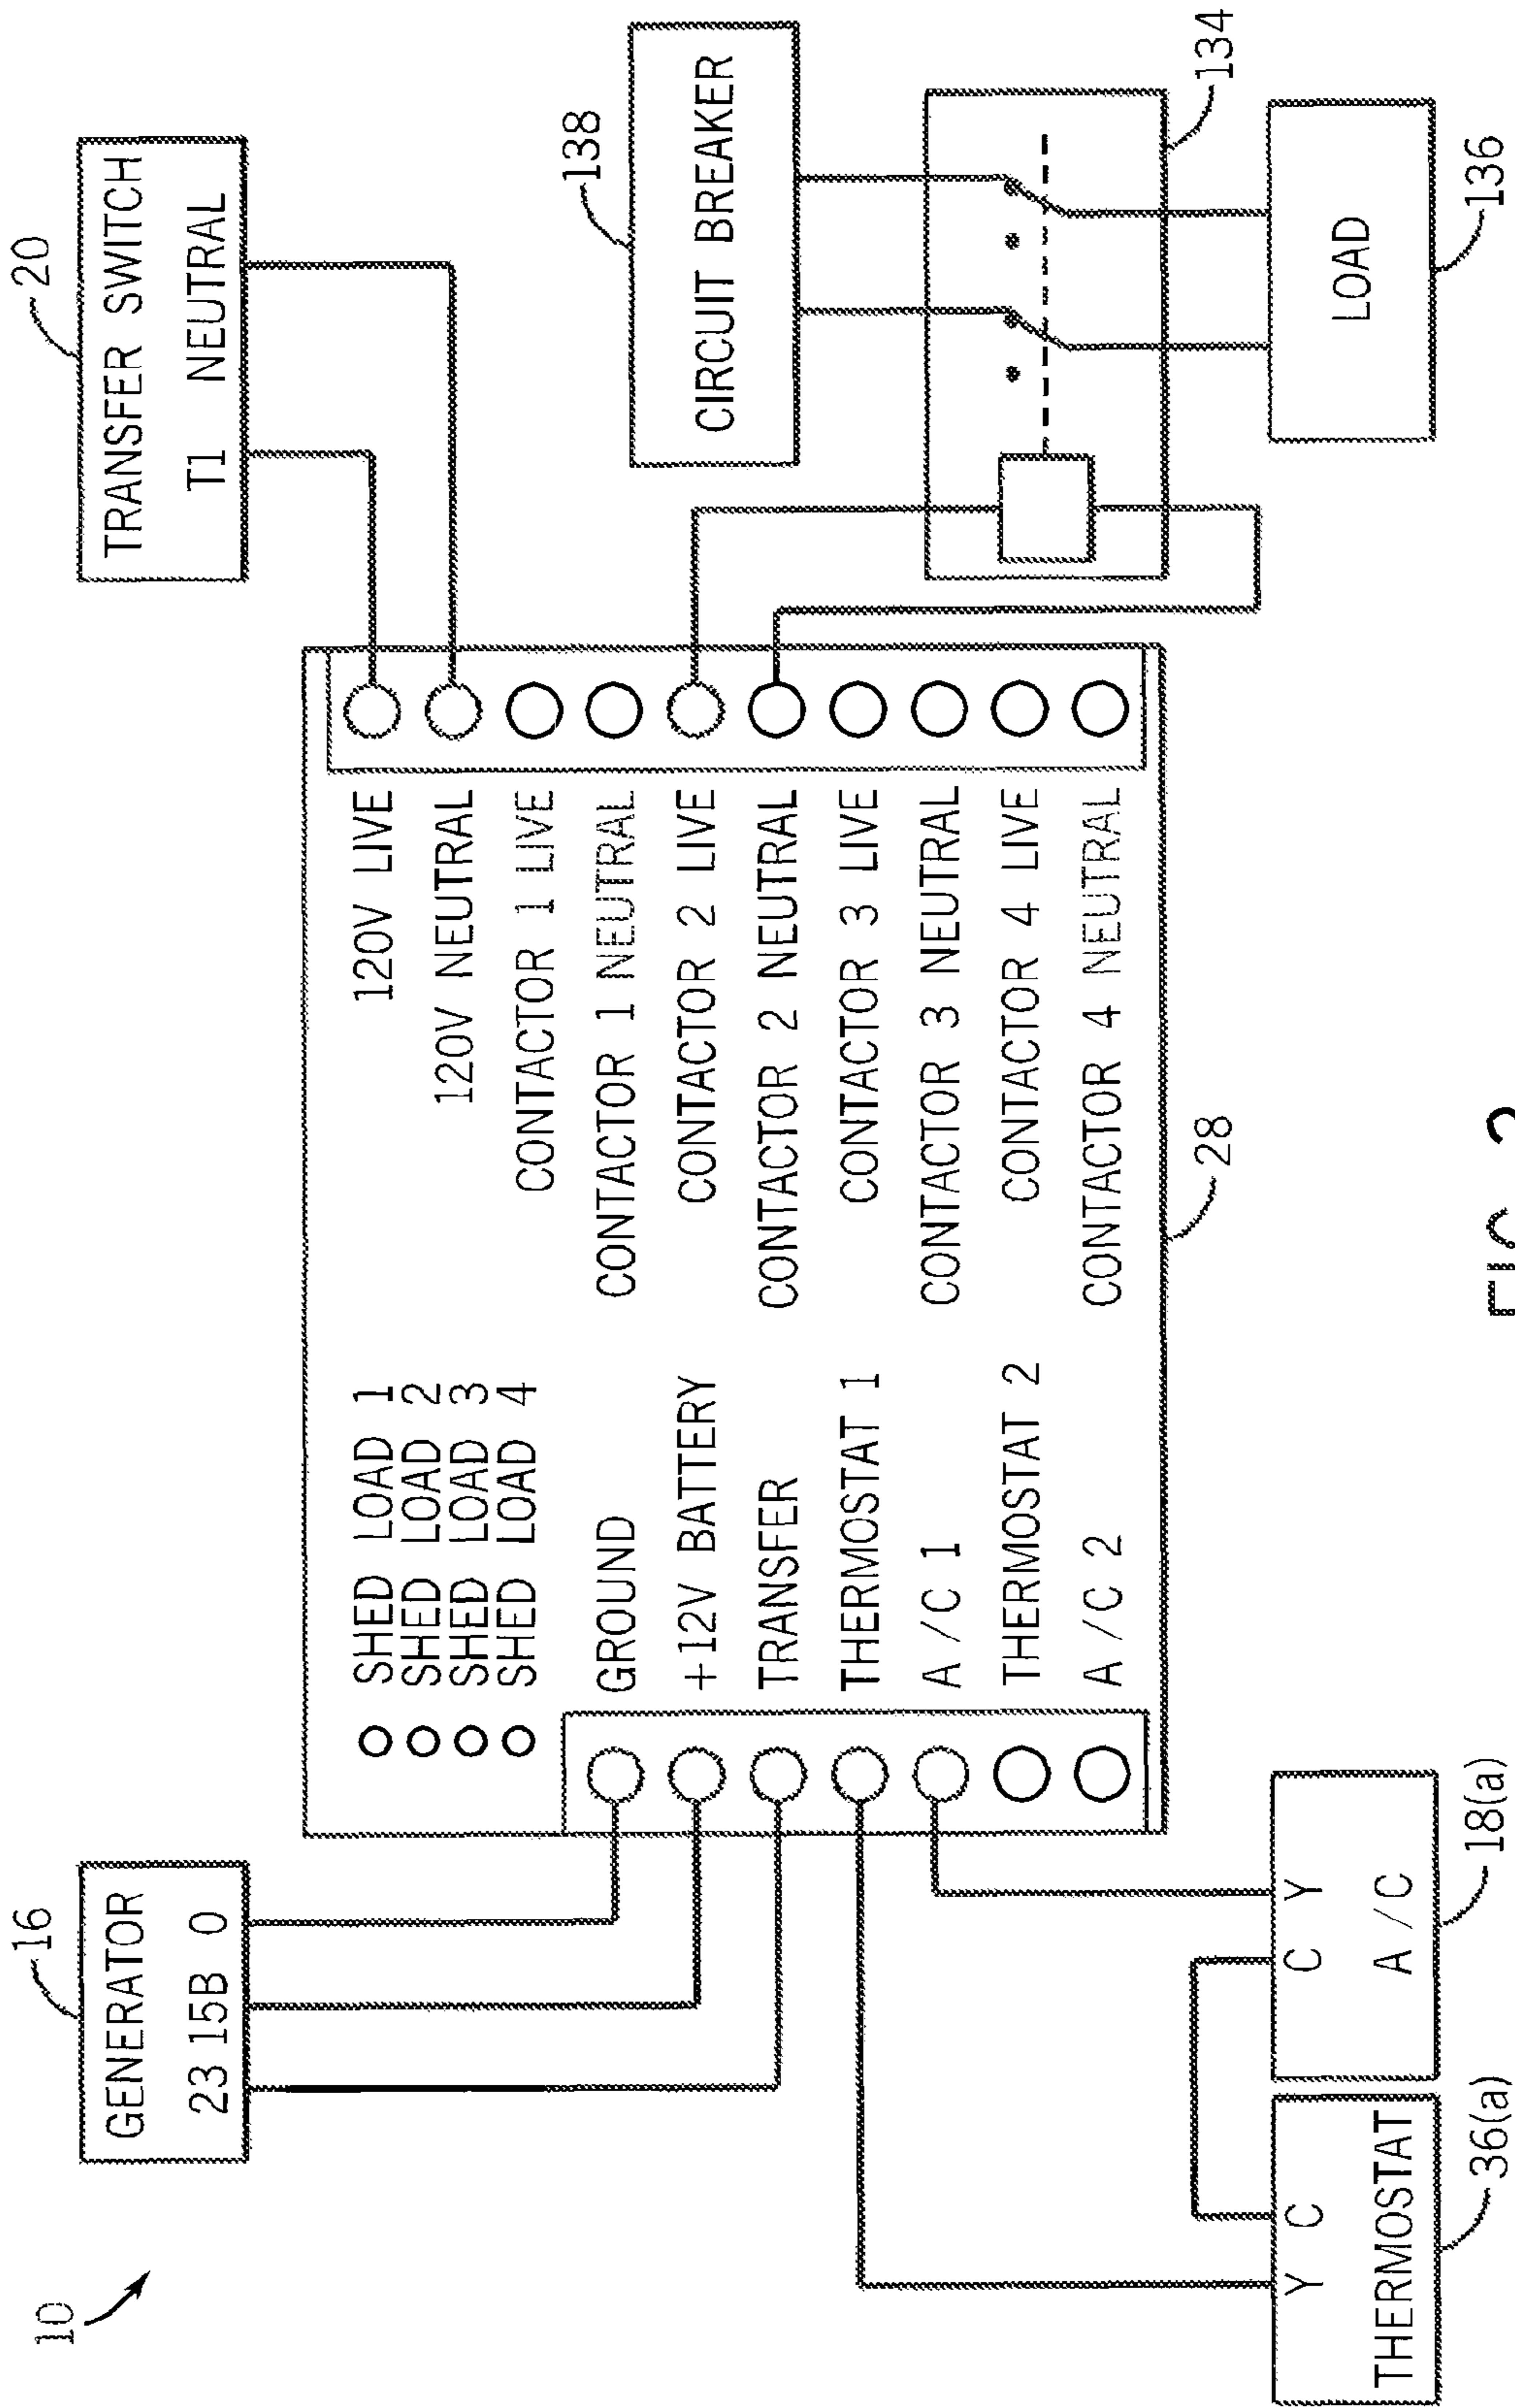 10
16
GENERATOR
23 15B 0
20
TRANSFER SWITCH
T1 NEUTRAL
SHED LOAD 1
SHED LOAD 2
SHED LOAD 3
SHED LOAD 4
GROUND
+12V BATTERY
TRANSFER
THERMOSTAT 1
A/C 1
THERMOSTAT 2
A/C 2
120V LIVE
120V NEUTRAL
CONTACTOR 1 LIVE
CONTACTOR 1 NEUTRAL
CONTACTOR 2 LIVE
CONTACTOR 2 NEUTRAL
CONTACTOR 3 LIVE
CONTACTOR 3 NEUTRAL
CONTACTOR 4 LIVE
CONTACTOR 4 NEUTRAL
28
138
CIRCUIT BREAKER
134
LOAD
136
Y C
THERMOSTAT
36(a)
C Y
A/C
18(a)